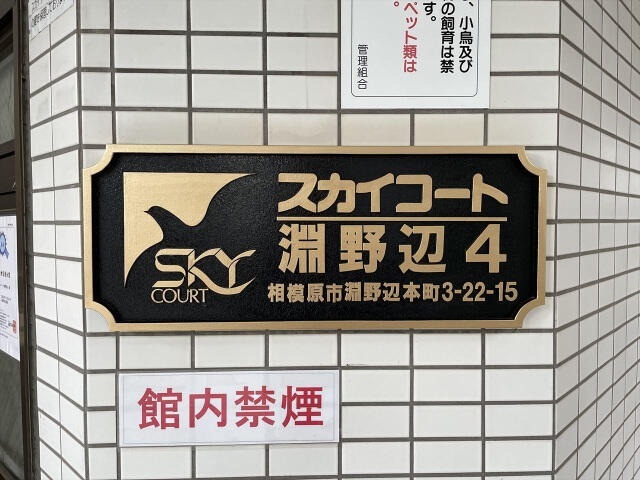 、小鳥及び
の飼育は禁
す。
ペット類は
。
管理組合
スカイコート
淵野辺4
相模原市淵野辺本町3-22-15
SKY
COURT
館内禁煙